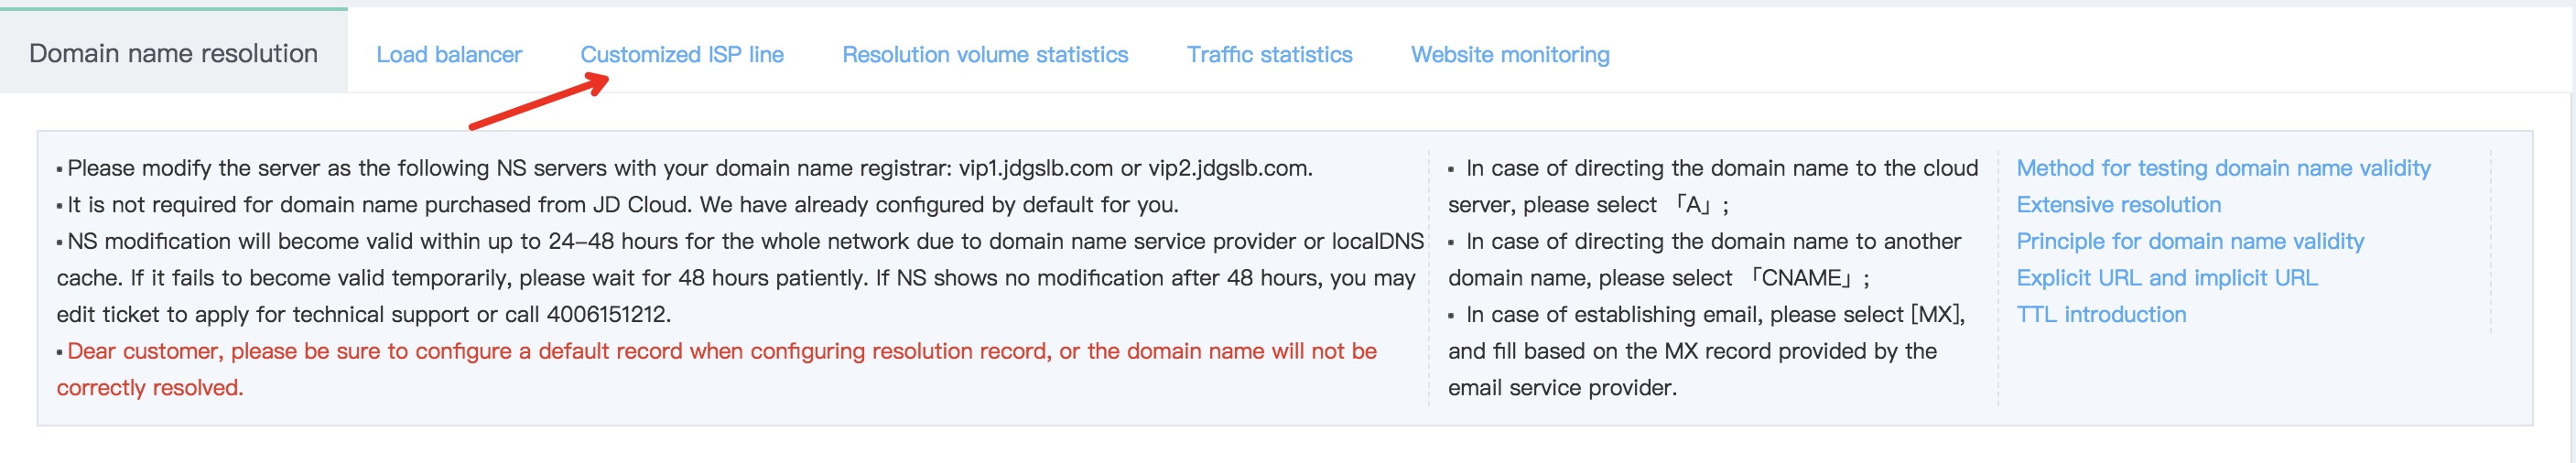 Domain name resolution
Load balancer
Customized ISP line
Resolution volume statistics
Traffic statistics
Website monitoring
▪ Please modify the server as the following NS servers with your domain name registrar: vip1.jdgslb.com or vip2.jdgslb.com.
▪ It is not required for domain name purchased from JD Cloud. We have already configured by default for you.
▪ NS modification will become valid within up to 24–48 hours for the whole network due to domain name service provider or localDNS
cache. If it fails to become valid temporarily, please wait for 48 hours patiently. If NS shows no modification after 48 hours, you may
edit ticket to apply for technical support or call 4006151212.
▪ Dear customer, please be sure to configure a default record when configuring resolution record, or the domain name will not be
correctly resolved.
▪ In case of directing the domain name to the cloud
server, please select 「A」;
▪ In case of directing the domain name to another
domain name, please select 「CNAME」;
▪ In case of establishing email, please select [MX],
and fill based on the MX record provided by the
email service provider.
Method for testing domain name validity
Extensive resolution
Principle for domain name validity
Explicit URL and implicit URL
TTL introduction